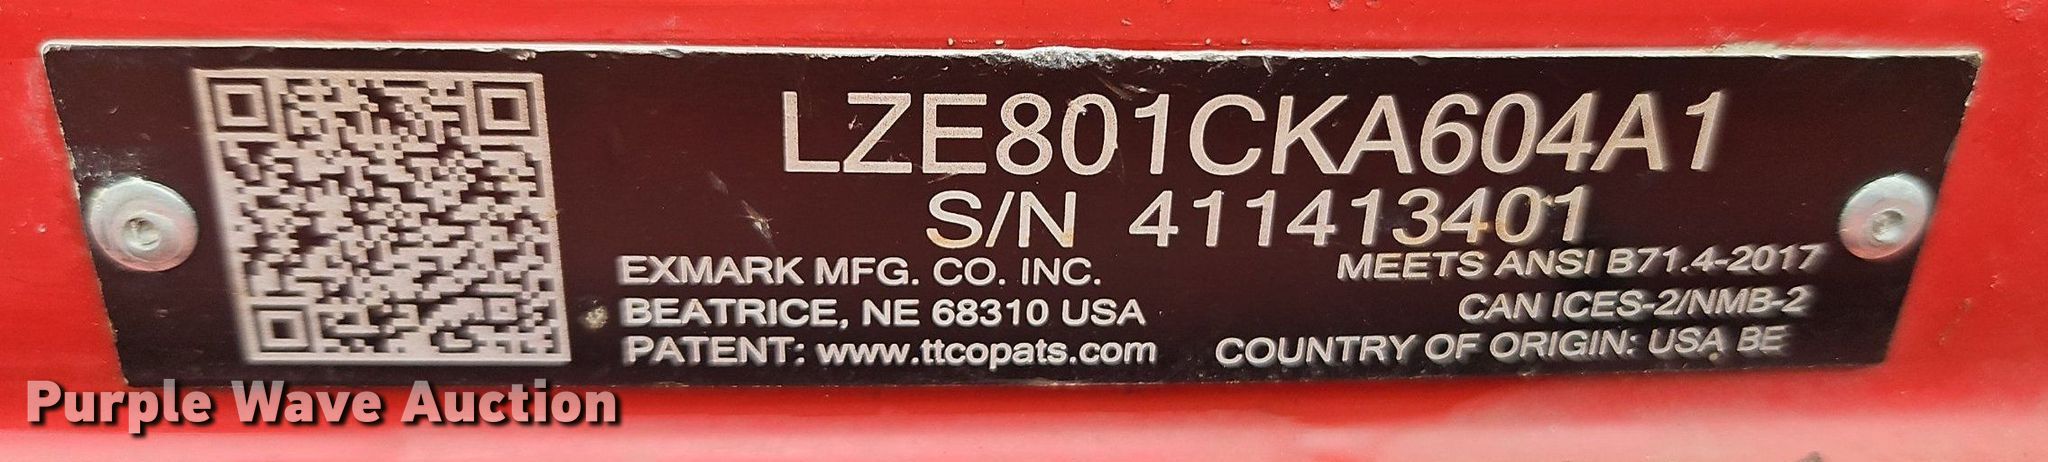 LZE801CKA604A1
S/N 411413401
EXMARK MFG. CO. INC.
BEATRICE, NE 68310 USA
PATENT: www.ttcopats.com
MEETS ANSI B71.4-2017
CAN ICES-2/NMB-2
COUNTRY OF ORIGIN: USA BE
Purple Wave Auction